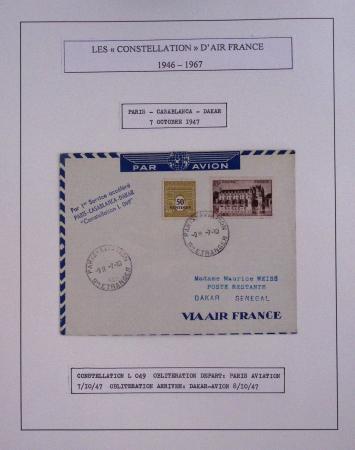 LES « CONSTELLATION » D'AIR FRANCE
1946 – 1967
PARIS - CASABLANCA - DAKAR
7 OCTOBRE 1947
PAR AVION
Par 1er Service accéléré
PARIS-CASABLANCA-DAKAR
"Constellation L 049"
50
Madame Maurice WEISS
POSTE RESTANTE
DAKAR SENEGAL
VIA AIR FRANCE
CONSTELLATION L 049 OBLITERATION DEPART: PARIS AVIATION
7/10/47 OBLITERATION ARRIVEE: DAKAR-AVION 8/10/47